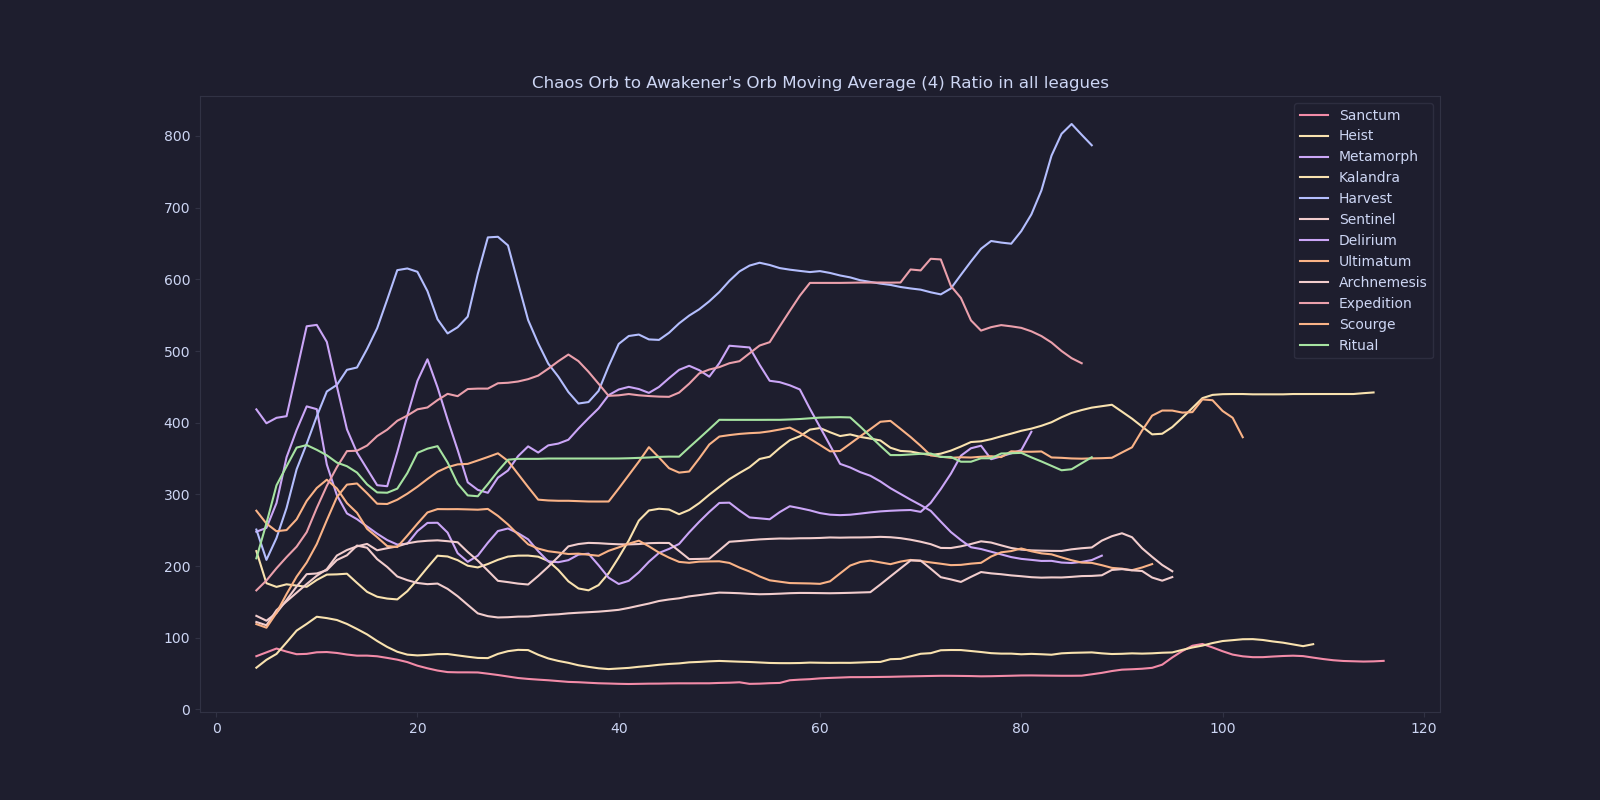 Chaos Orb to Awakener's Orb Moving Average (4) Ratio in all leagues
Sanctum
Heist
Metamorph
Kalandra
Harvest
Sentinel
Delirium
Ultimatum
Archnemesis
Expedition
Scourge
Ritual
800
700
600
500
400
300
200
100
0
0 20 40 60 80 100 120